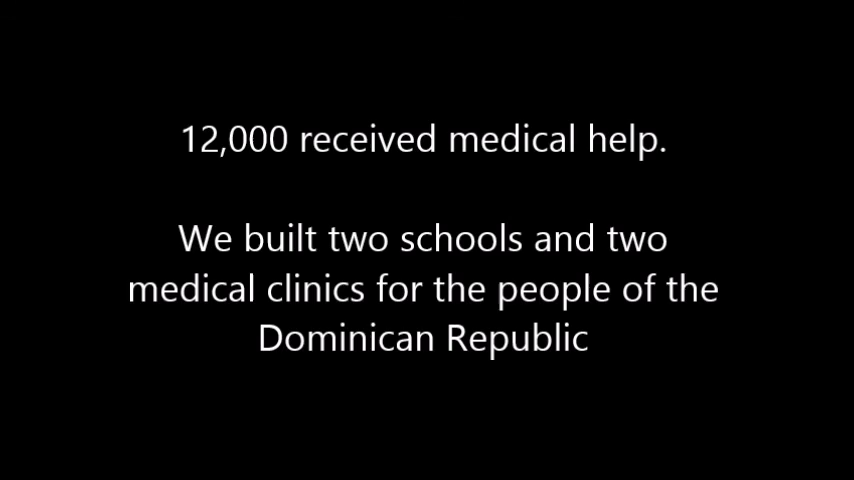 12,000 received medical help.
We built two schools and two
medical clinics for the people of the
Dominican Republic